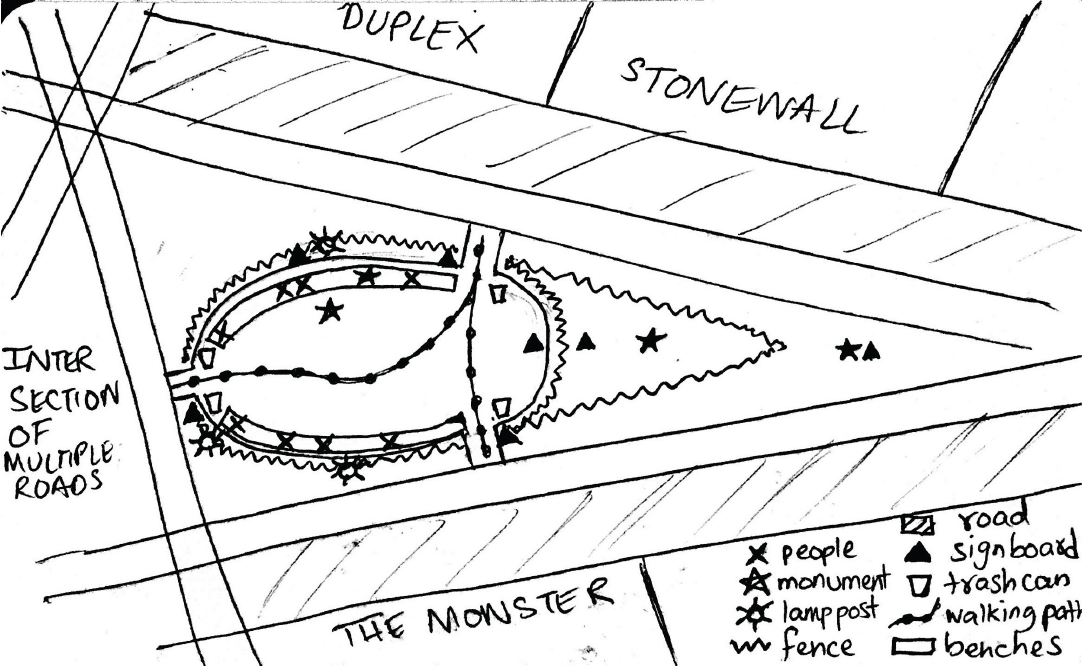 DUPLEX
STONEWALL
INTER
SECTION
OF
MULTIPLE
ROADS
THE MONSTER
people
monument
lamp post
fence
road
signboard
trash can
walking path
benches